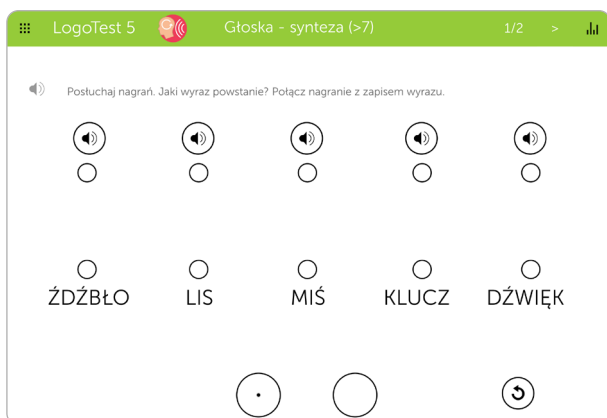 LogoTest 5 Głoska - synteza (>7) 1/2 >
Posłuchaj nagrań. Jaki wyraz powstanie? Połącz nagranie z zapisem wyrazu.
ŹDŹBŁO LIS MIŚ KLUCZ DŹWIĘK